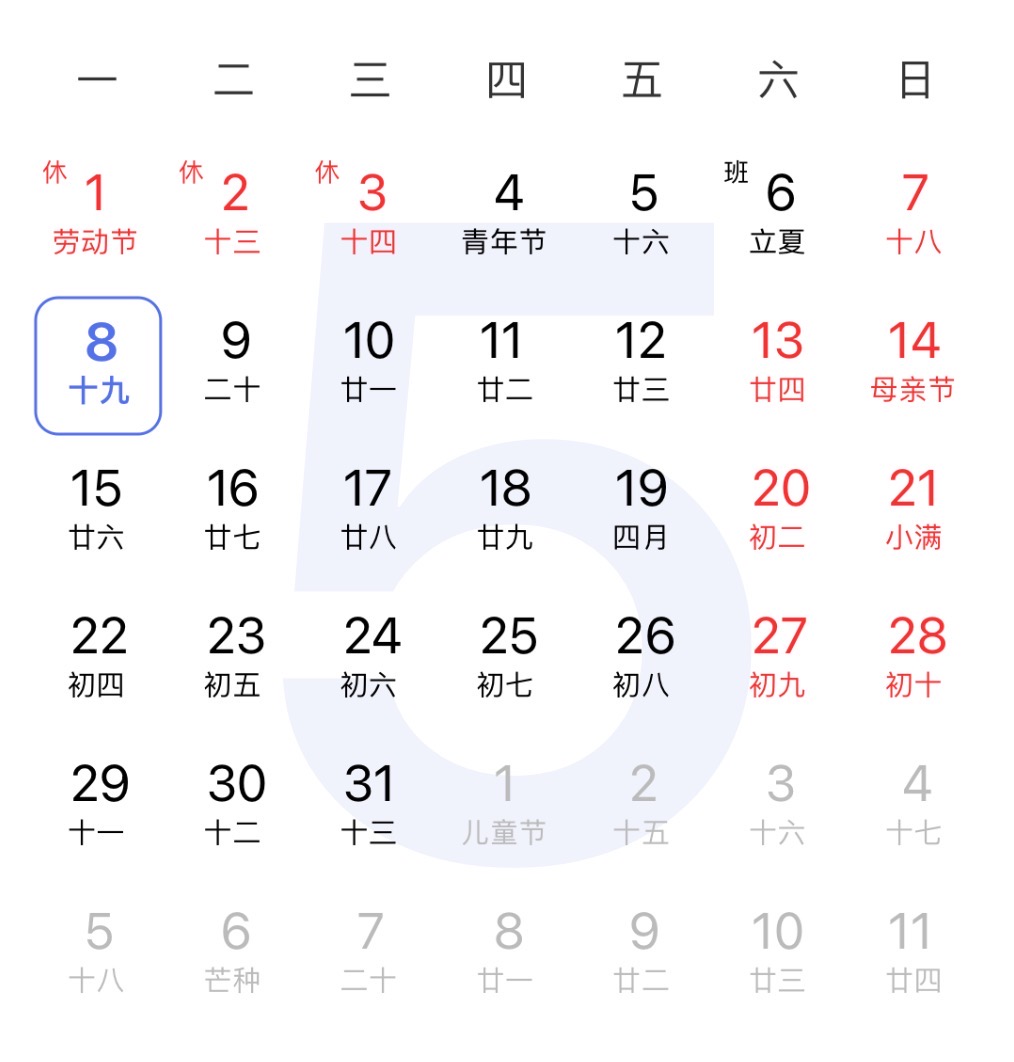 一 二 三 四 五 六 日
休 1 休 2 休 3 4 5 班 6 7
劳动节 十三 十四 青年节 十六 立夏 十八
8 9 10 11 12 13 14
十九 二十 廿一 廿二 廿三 廿四 母亲节
15 16 17 18 19 20 21
廿六 廿七 廿八 廿九 四月 初二 小满
22 23 24 25 26 27 28
初四 初五 初六 初七 初八 初九 初十
29 30 31 1 2 3 4
十一 十二 十三 儿童节 十五 十六 十七
5 6 7 8 9 10 11
十八 芒种 二十 廿一 廿二 廿三 廿四
5